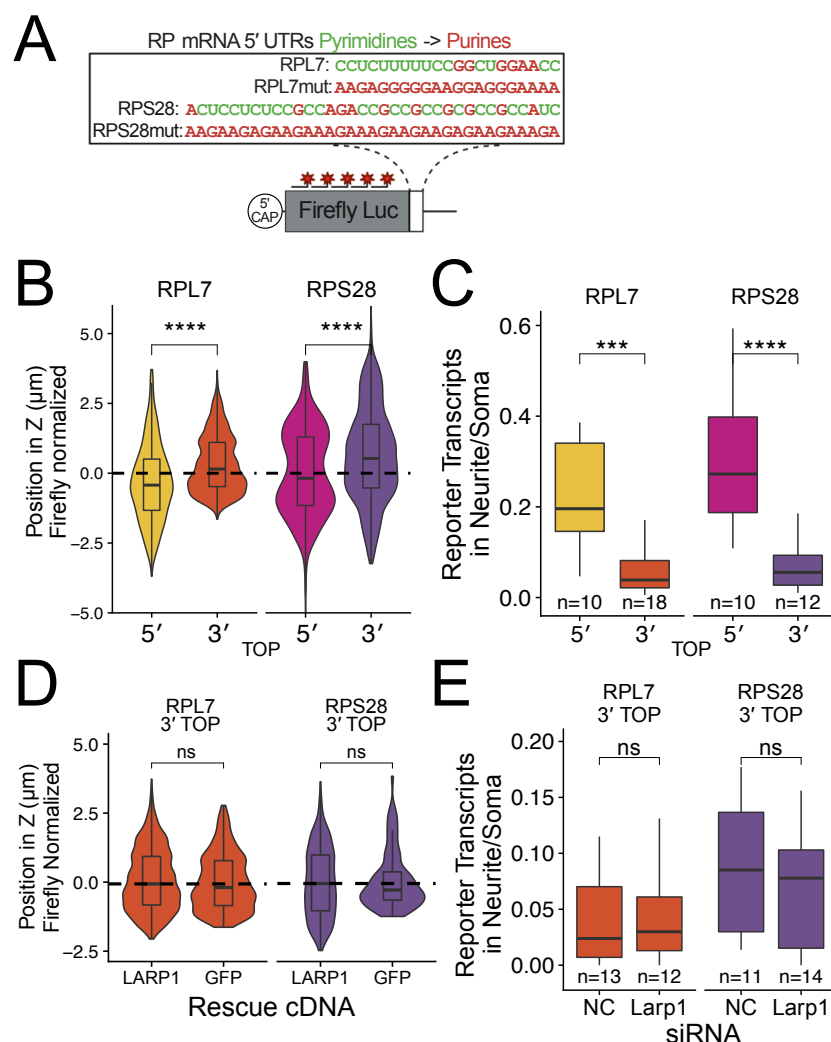 A
RP mRNA 5′ UTRs Pyrimidines -> Purines
RPL7: CCUCUUUUUCCGGCUGGAACC
RPL7mut: AAGAGGGGGAAGGAGGGAAAA
RPS28: ACUCCUCUCCGCCAGACCGCCGCCGCGCCGCCAUC
RPS28mut: AAGAAGAGAAGAAAGAAAGAAGAAGAGAAGAAAGA
5′
CAP
Firefly Luc
B
RPL7 RPS28
**** ****
Position in Z (µm)
Firefly normalized
5.0
2.5
0.0
−2.5
−5.0
5′ 3′ 5′ 3′
TOP
C
RPL7 RPS28
*** ****
Reporter Transcripts
in Neurite/Soma
0.6
0.4
0.2
0.0
n=10 n=18 n=10 n=12
5′ 3′ 5′ 3′
TOP
D
RPL7 RPS28
3′ TOP 3′ TOP
ns ns
Position in Z (µm)
Firefly Normalized
5.0
2.5
0.0
−2.5
LARP1 GFP LARP1 GFP
Rescue cDNA
E
RPL7 RPS28
3′ TOP 3′ TOP
ns ns
Reporter Transcripts
in Neurite/Soma
0.20
0.15
0.10
0.05
0.00
n=13 n=12 n=11 n=14
NC Larp1 NC Larp1
siRNA